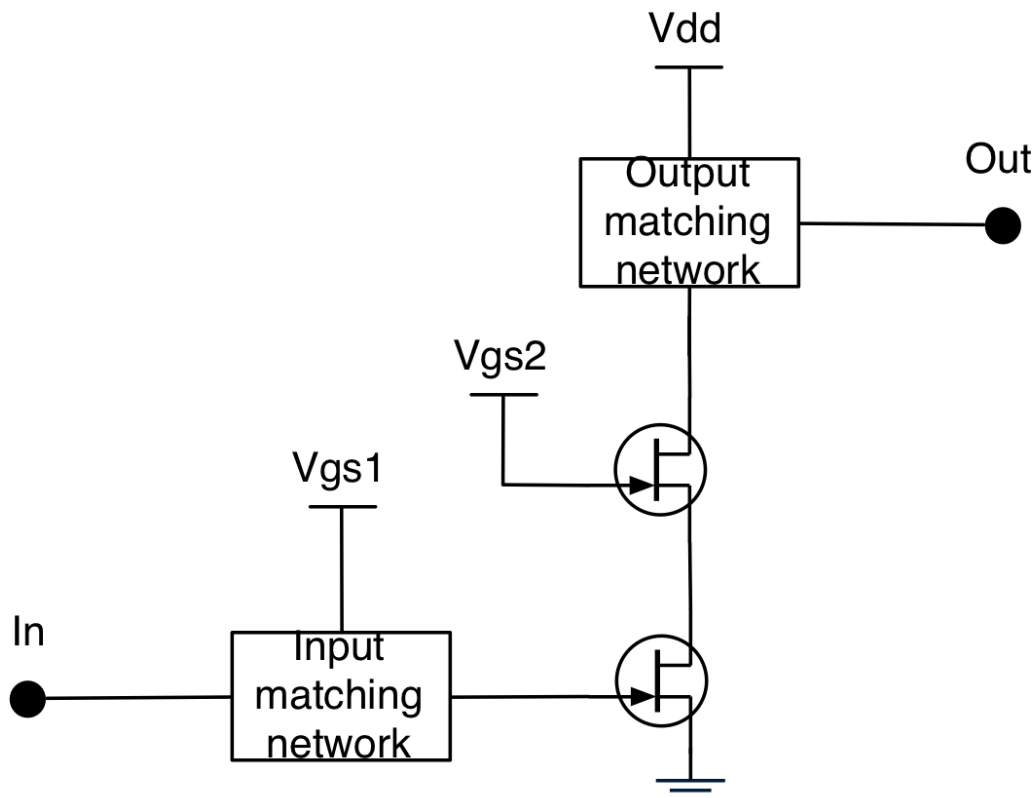 Vdd
Out
Output
matching
network
Vgs2
Vgs1
In
Input
matching
network